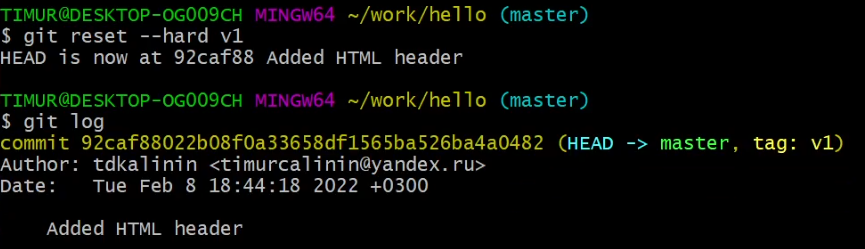 TIMUR@DESKTOP-OG009CH MINGW64 ~/work/hello (master)
$ git reset --hard v1
HEAD is now at 92caf88 Added HTML header
TIMUR@DESKTOP-OG009CH MINGW64 ~/work/hello (master)
$ git log
commit 92caf88022b08f0a33658df1565ba526ba4a0482 (HEAD -> master, tag: v1)
Author: tdkalinin <timurcalinin@yandex.ru>
Date:   Tue Feb 8 18:44:18 2022 +0300
    Added HTML header